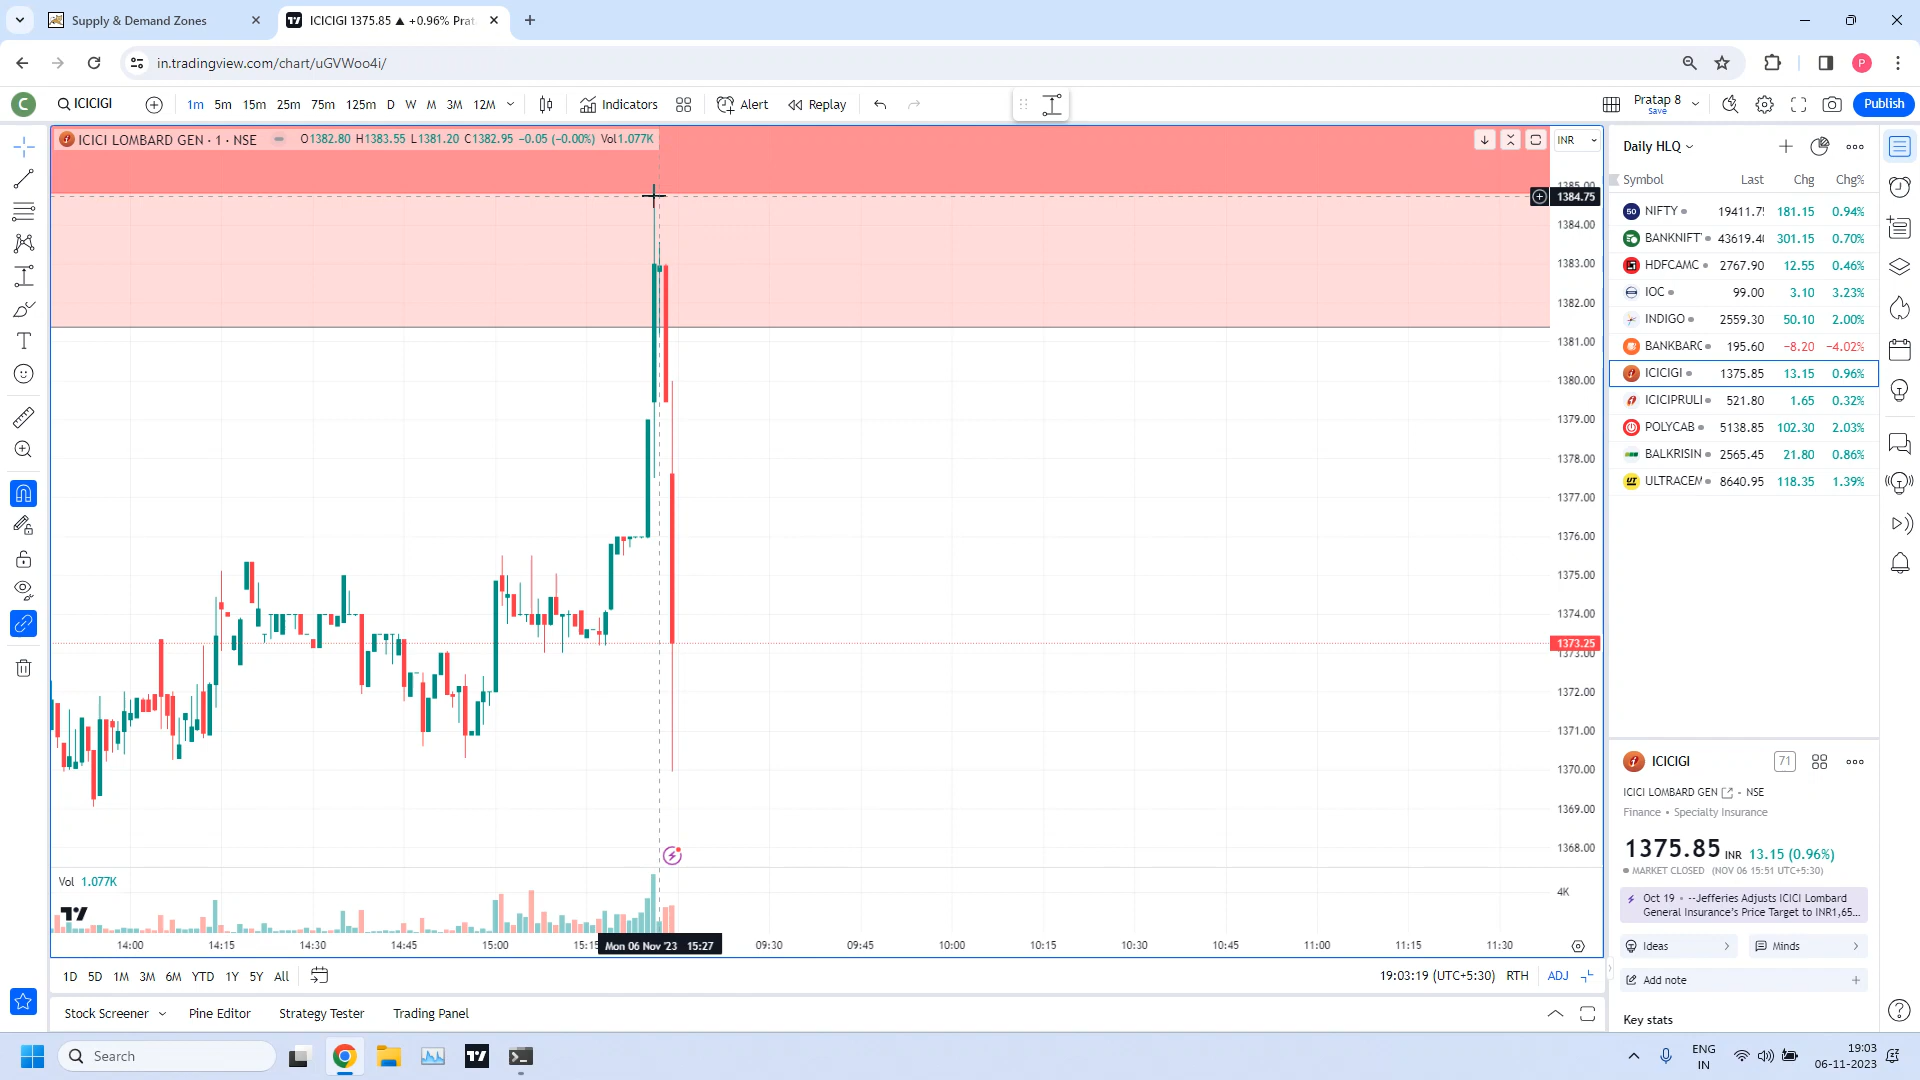 Supply & Demand Zones
ICICIGI 1375.85 ▲ +0.96% Prat
in.tradingview.com/chart/uGVWoo4i/
P
C
ICICIGI
1m 5m 15m 25m 75m 125m D W M 3M 12M
Indicators
Alert
Replay
Pratap 8
Save
Publish
ICICI LOMBARD GEN · 1 · NSE
O1382.80 H1383.55 L1381.20 C1382.95 −0.05 (−0.00%) Vol1.077K
INR
1385.00
1384.75
1384.00
1383.00
1382.00
1381.00
1380.00
1379.00
1378.00
1377.00
1376.00
1375.00
1374.00
1373.25
1373.00
1372.00
1371.00
1370.00
1369.00
1368.00
Vol 1.077K
4K
14:00 14:15 14:30 14:45 15:00 15:15 Mon 06 Nov '23 15:27 09:30 09:45 10:00 10:15 10:30 10:45 11:00 11:15 11:30
1D 5D 1M 3M 6M YTD 1Y 5Y All
19:03:19 (UTC+5:30) RTH ADJ
Stock Screener Pine Editor Strategy Tester Trading Panel
Daily HLQ
Symbol Last Chg Chg%
50 NIFTY 19411.75 181.15 0.94%
BANKNIFTY 43619.40 301.15 0.70%
HDFCAMC 2767.90 12.55 0.46%
IOC 99.00 3.10 3.23%
INDIGO 2559.30 50.10 2.00%
BANKBARO 195.60 −8.20 −4.02%
ICICIGI 1375.85 13.15 0.96%
ICICIPRULI 521.80 1.65 0.32%
POLYCAB 5138.85 102.30 2.03%
BALKRISIN 2565.45 21.80 0.86%
ULTRACEM 8640.95 118.35 1.39%
ICICIGI
71
ICICI LOMBARD GEN - NSE
Finance • Specialty Insurance
1375.85 INR 13.15 (0.96%)
MARKET CLOSED (NOV 06 15:51 UTC+5:30)
Oct 19 • --Jefferies Adjusts ICICI Lombard
General Insurance's Price Target to INR1,65...
Ideas
Minds
Add note
Key stats
Search
ENG
IN
19:03
06-11-2023